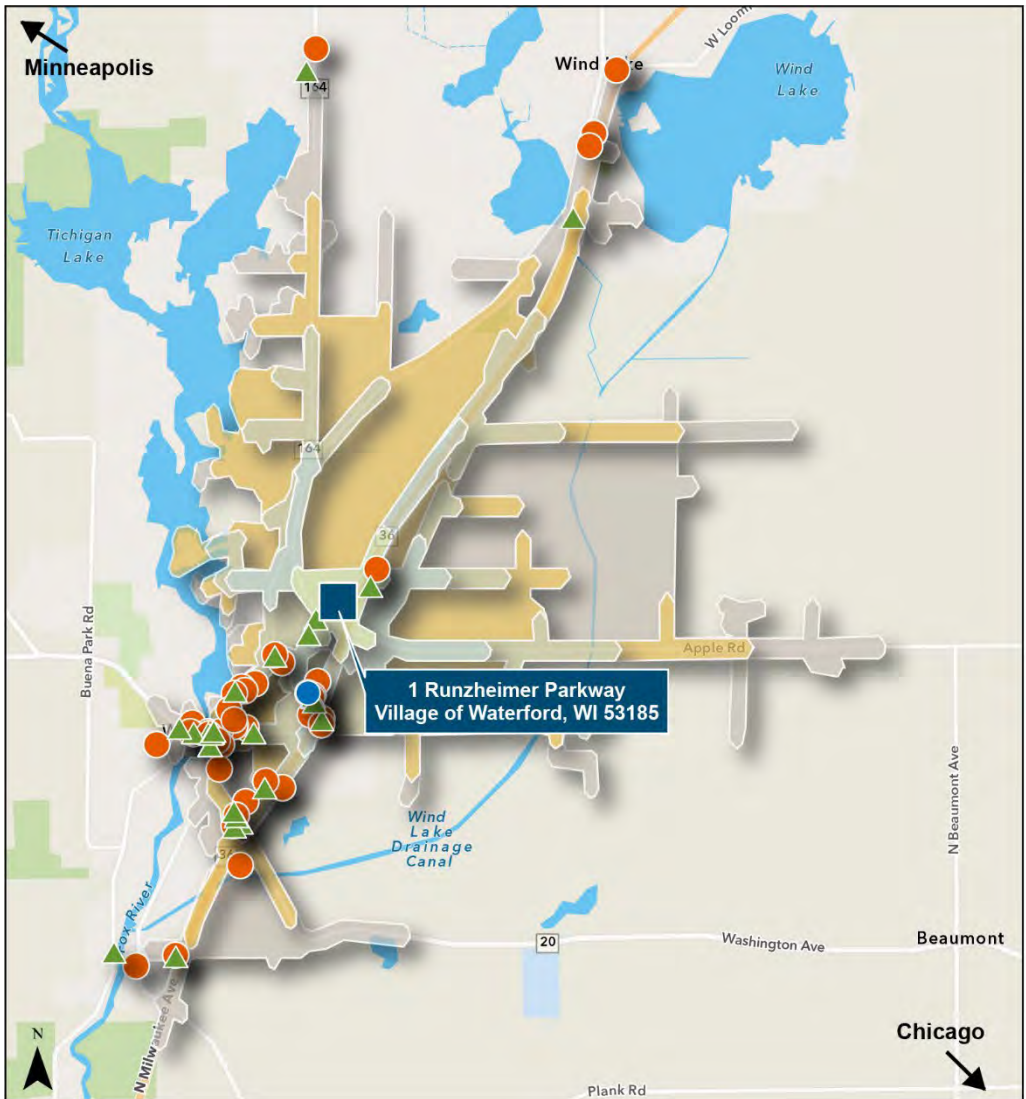 Minneapolis
Wind Lake
W Loom
164
Wind
Lake
Tichigan
Lake
164
36
Buena Park Rd
Apple Rd
1 Runzheimer Parkway
Village of Waterford, WI 53185
N Beaumont Ave
Wind
Lake
Drainage
Canal
36
Fox River
20
Washington Ave
Beaumont
N Milwaukee Ave
Chicago
N
Plank Rd